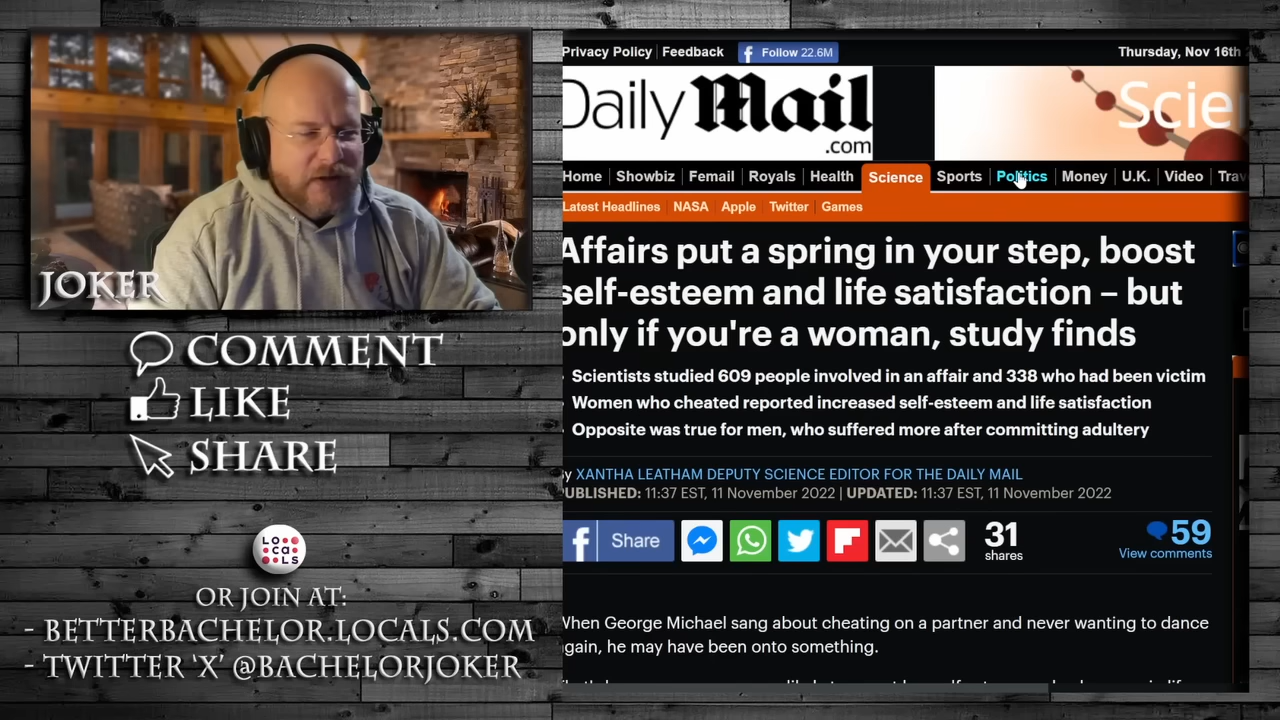 JOKER
COMMENT
LIKE
SHARE
LOCALS
OR JOIN AT:
- BETTERBACHELOR.LOCALS.COM
- TWITTER 'X' @BACHELORJOKER
Privacy Policy | Feedback
Follow 22.6M
Thursday, Nov 16th
Daily Mail
.com
Scie
Home | Showbiz | Femail | Royals | Health | Science | Sports | Politics | Money | U.K. | Video | Trav
Latest Headlines | NASA | Apple | Twitter | Games
Affairs put a spring in your step, boost
self-esteem and life satisfaction – but
only if you're a woman, study finds
Scientists studied 609 people involved in an affair and 338 who had been victim
Women who cheated reported increased self-esteem and life satisfaction
Opposite was true for men, who suffered more after committing adultery
y XANTHA LEATHAM DEPUTY SCIENCE EDITOR FOR THE DAILY MAIL
PUBLISHED: 11:37 EST, 11 November 2022 | UPDATED: 11:37 EST, 11 November 2022
Share
31
shares
59
View comments
When George Michael sang about cheating on a partner and never wanting to dance
again, he may have been onto something.